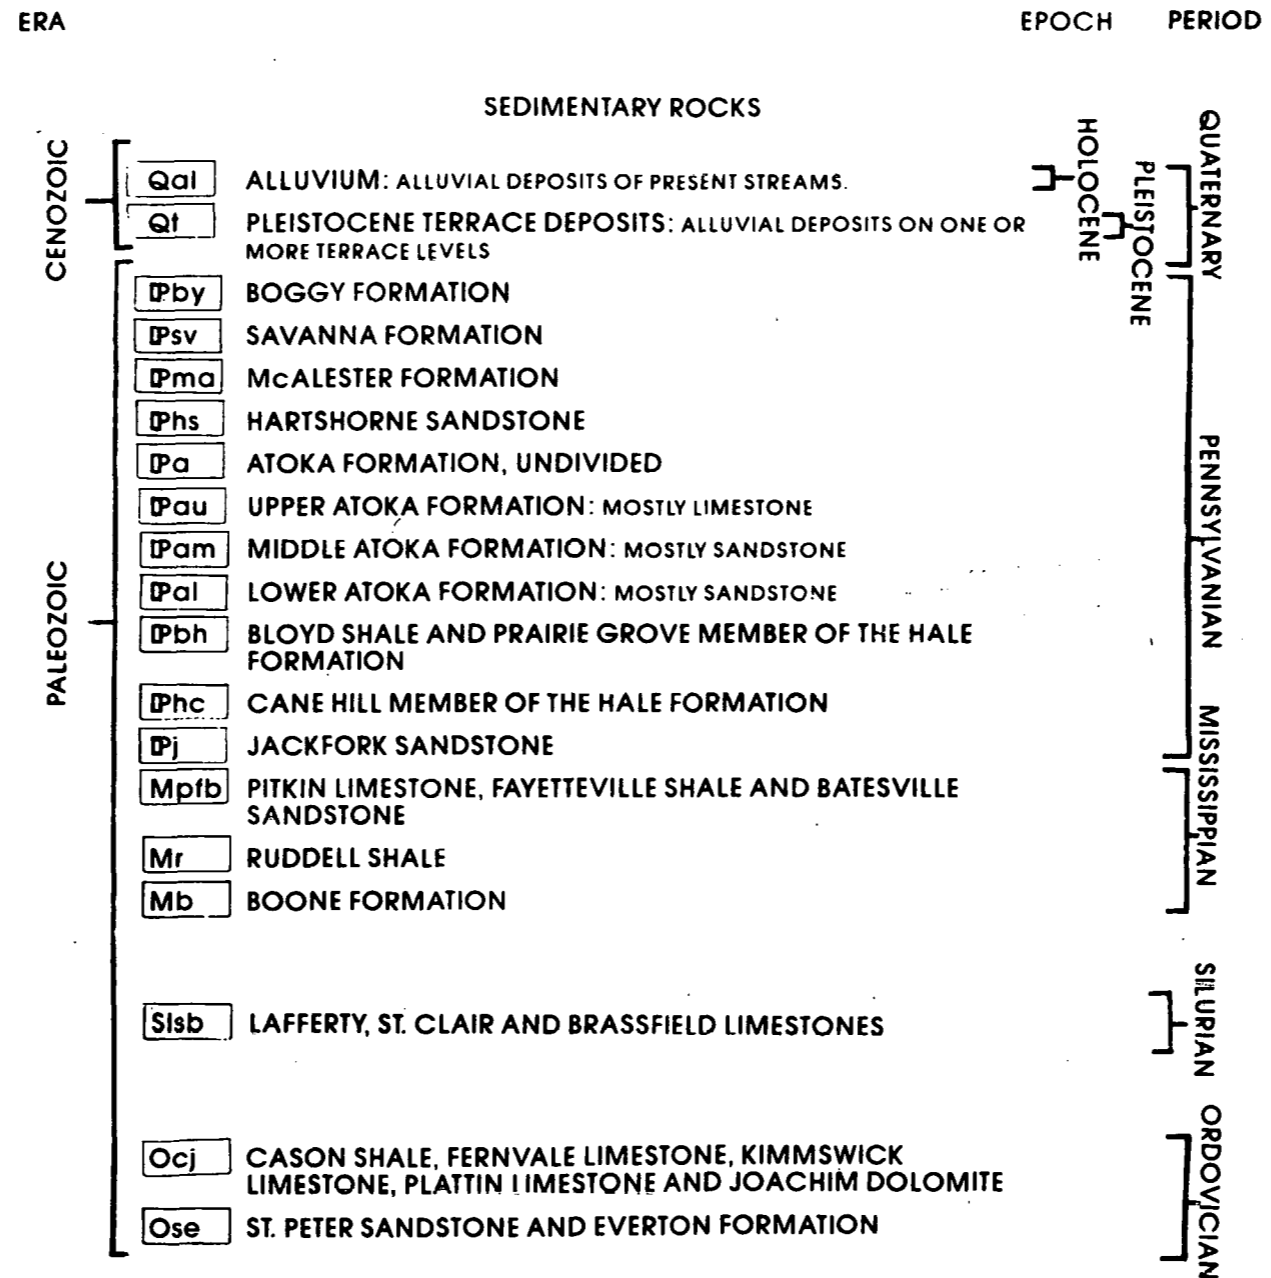 ERA EPOCH PERIOD
SEDIMENTARY ROCKS
CENOZOIC
HOLOCENE
PLEISTOCENE
QUATERNARY
Qal ALLUVIUM: ALLUVIAL DEPOSITS OF PRESENT STREAMS.
Qt PLEISTOCENE TERRACE DEPOSITS: ALLUVIAL DEPOSITS ON ONE OR
MORE TERRACE LEVELS
PALEOZOIC
PENNSYLVANIAN
ℙby BOGGY FORMATION
ℙsv SAVANNA FORMATION
ℙma McALESTER FORMATION
ℙhs HARTSHORNE SANDSTONE
ℙa ATOKA FORMATION, UNDIVIDED
ℙau UPPER ATOKA FORMATION: MOSTLY LIMESTONE
ℙam MIDDLE ATOKA FORMATION: MOSTLY SANDSTONE
ℙal LOWER ATOKA FORMATION: MOSTLY SANDSTONE
ℙbh BLOYD SHALE AND PRAIRIE GROVE MEMBER OF THE HALE
FORMATION
ℙhc CANE HILL MEMBER OF THE HALE FORMATION
ℙj JACKFORK SANDSTONE
MISSISSIPPIAN
Mpfb PITKIN LIMESTONE, FAYETTEVILLE SHALE AND BATESVILLE
SANDSTONE
Mr RUDDELL SHALE
Mb BOONE FORMATION
SILURIAN
Slsb LAFFERTY, ST. CLAIR AND BRASSFIELD LIMESTONES
ORDOVICIAN
Ocj CASON SHALE, FERNVALE LIMESTONE, KIMMSWICK
LIMESTONE, PLATTIN LIMESTONE AND JOACHIM DOLOMITE
Ose ST. PETER SANDSTONE AND EVERTON FORMATION